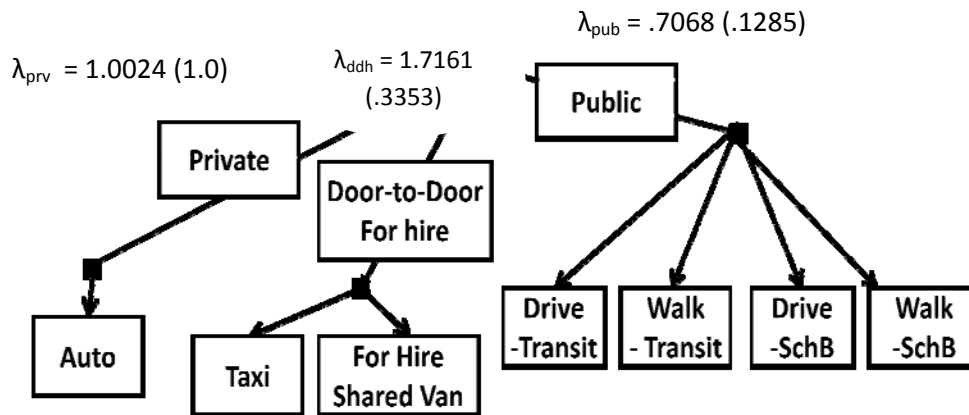 λpub = .7068 (.1285)
λprv = 1.0024 (1.0)
λddh = 1.7161
(.3353)
Public
Private
Door-to-Door
For hire
Auto
Taxi
For Hire
Shared Van
Drive
-Transit
Walk
- Transit
Drive
-SchB
Walk
-SchB